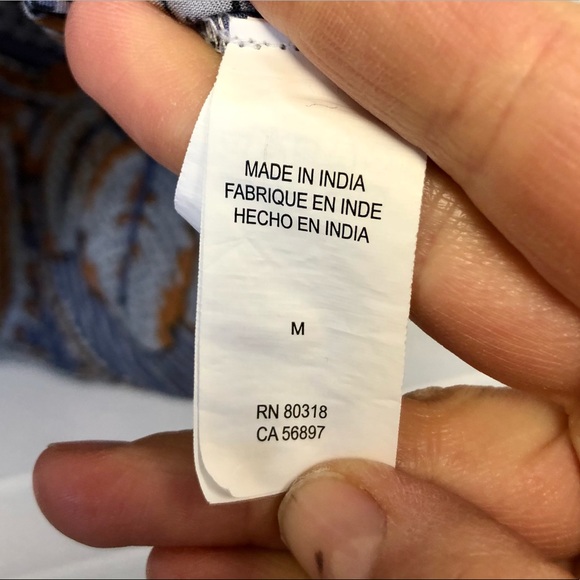 MADE IN INDIA
FABRIQUE EN INDE
HECHO EN INDIA
M
RN 80318
CA 56897